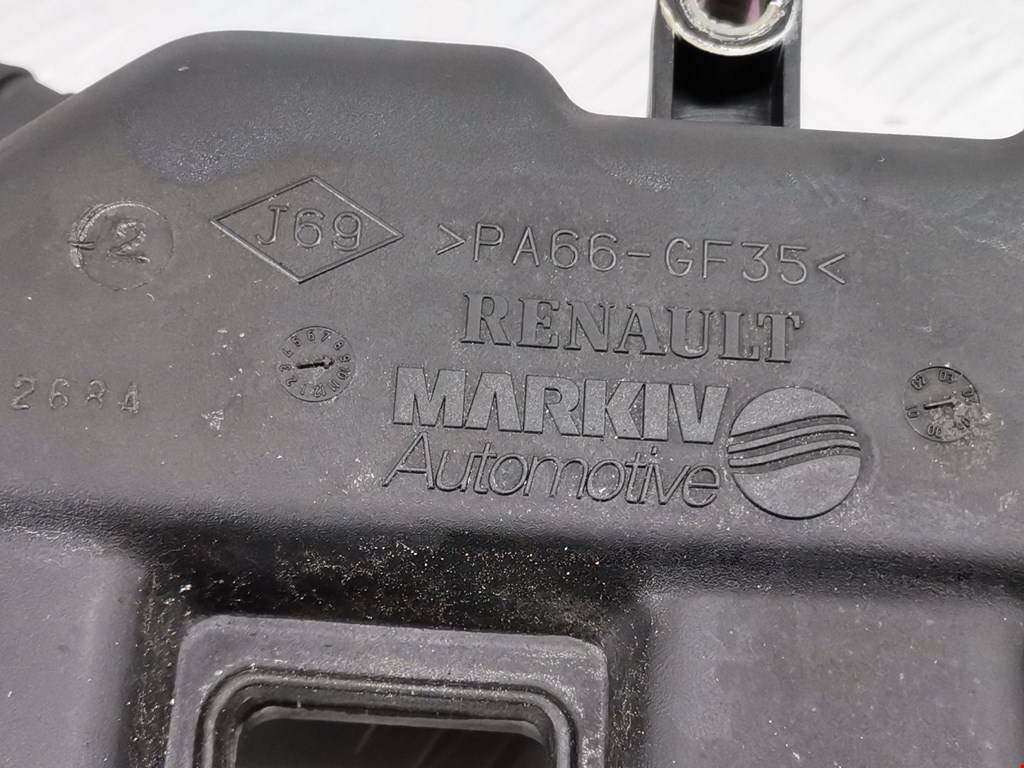 -2
J69
>PA66-GF35<
RENAULT
2684
MARKIV
Automotive